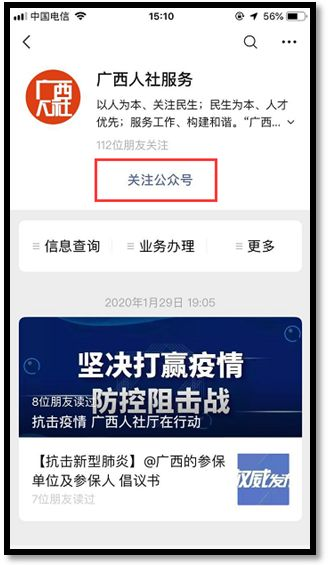 中国电信 15:10 56%
广西人社
广西人社服务
以人为本、关注民生；民生为本、人才
优先；服务工作、构建和谐。“广西...
112位朋友关注
关注公众号
信息查询 业务办理 更多
2020年1月29日 19:05
坚决打赢疫情
防控阻击战
8位朋友读过
抗击疫情 广西人社厅在行动
【抗击新型肺炎】@广西的参保
单位及参保人 倡议书
权威发
7位朋友读过